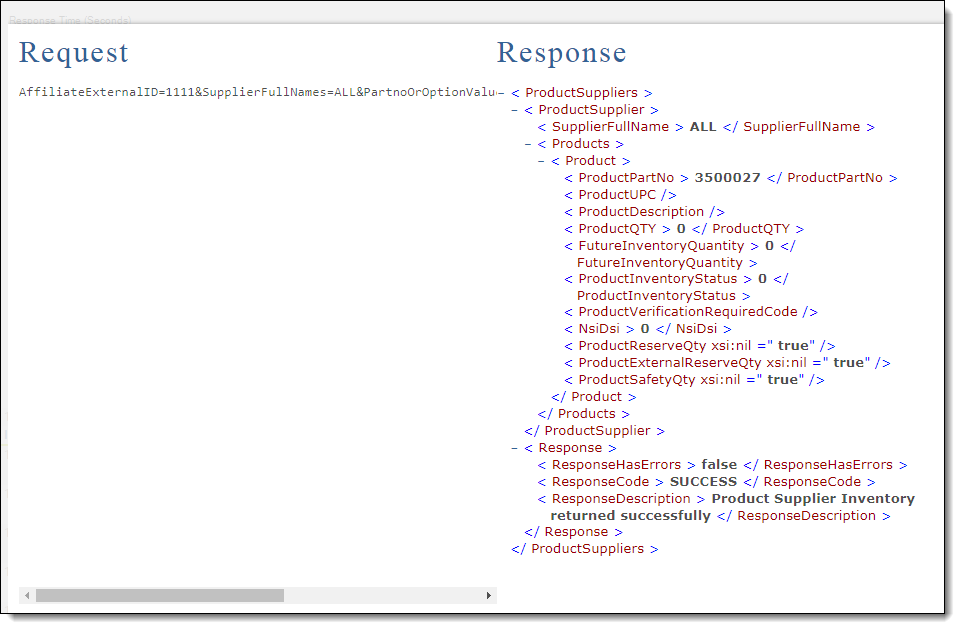 Response Time (Seconds)
Request
Response
AffiliateExternalID=1111&SupplierFullNames=ALL&PartnoOrOptionValu
− < ProductSuppliers >
− < ProductSupplier >
< SupplierFullName > ALL </ SupplierFullName >
− < Products >
− < Product >
< ProductPartNo > 3500027 </ ProductPartNo >
< ProductUPC />
< ProductDescription />
< ProductQTY > 0 </ ProductQTY >
< FutureInventoryQuantity > 0 </
FutureInventoryQuantity >
< ProductInventoryStatus > 0 </
ProductInventoryStatus >
< ProductVerificationRequiredCode />
< NsiDsi > 0 </ NsiDsi >
< ProductReserveQty xsi:nil =" true" />
< ProductExternalReserveQty xsi:nil =" true" />
< ProductSafetyQty xsi:nil =" true" />
</ Product >
</ Products >
</ ProductSupplier >
− < Response >
< ResponseHasErrors > false </ ResponseHasErrors >
< ResponseCode > SUCCESS </ ResponseCode >
< ResponseDescription > Product Supplier Inventory
returned successfully </ ResponseDescription >
</ Response >
</ ProductSuppliers >